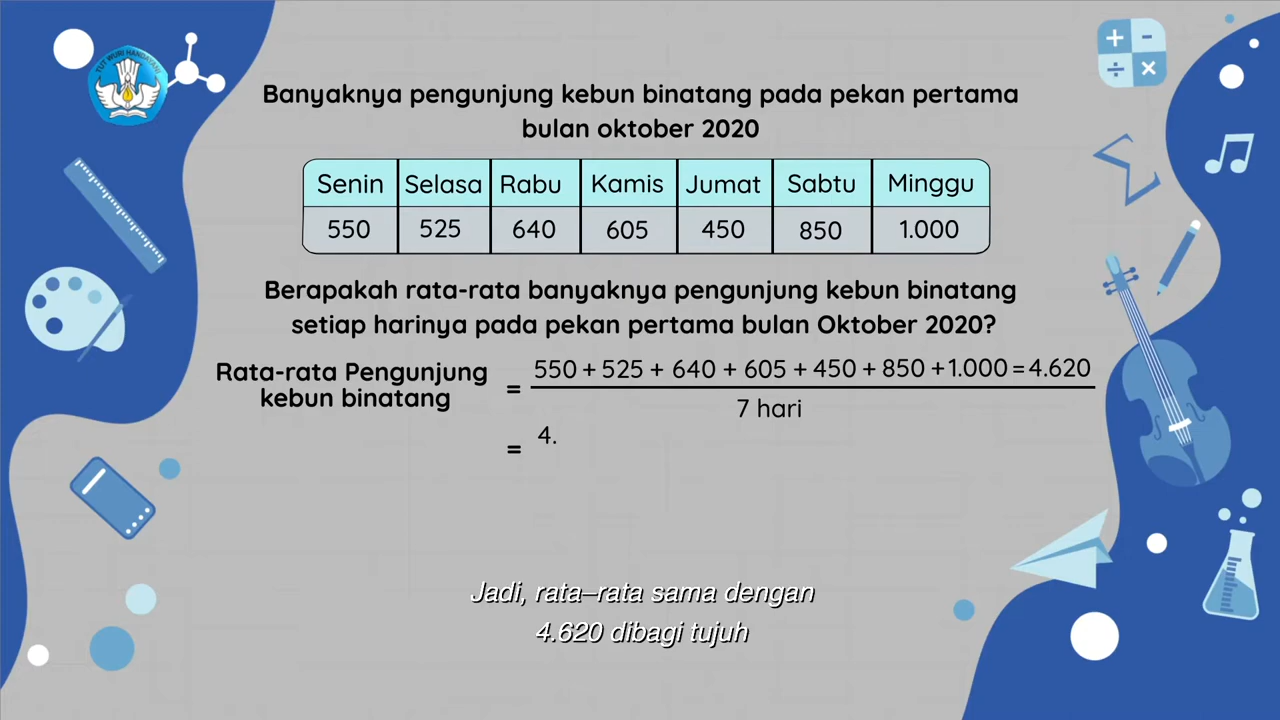 TUT WURI HANDAYANI
Banyaknya pengunjung kebun binatang pada pekan pertama
bulan oktober 2020
Senin Selasa Rabu Kamis Jumat Sabtu Minggu
550 525 640 605 450 850 1.000
Berapakah rata-rata banyaknya pengunjung kebun binatang
setiap harinya pada pekan pertama bulan Oktober 2020?
Rata-rata Pengunjung
kebun binatang
= 550 + 525 + 640 + 605 + 450 + 850 + 1.000 = 4.620
7 hari
= 4.
Jadi, rata–rata sama dengan
4.620 dibagi tujuh